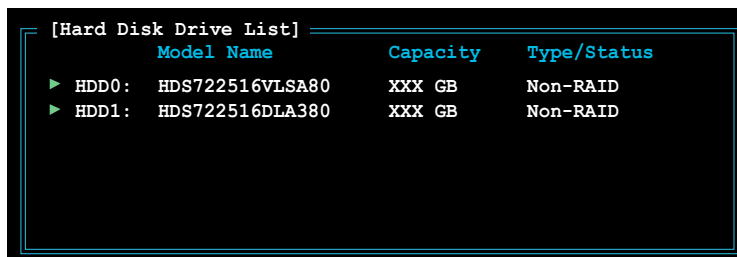 [Hard Disk Drive List]
Model Name Capacity Type/Status
HDD0: HDS722516VLSA80 XXX GB Non-RAID
HDD1: HDS722516DLA380 XXX GB Non-RAID